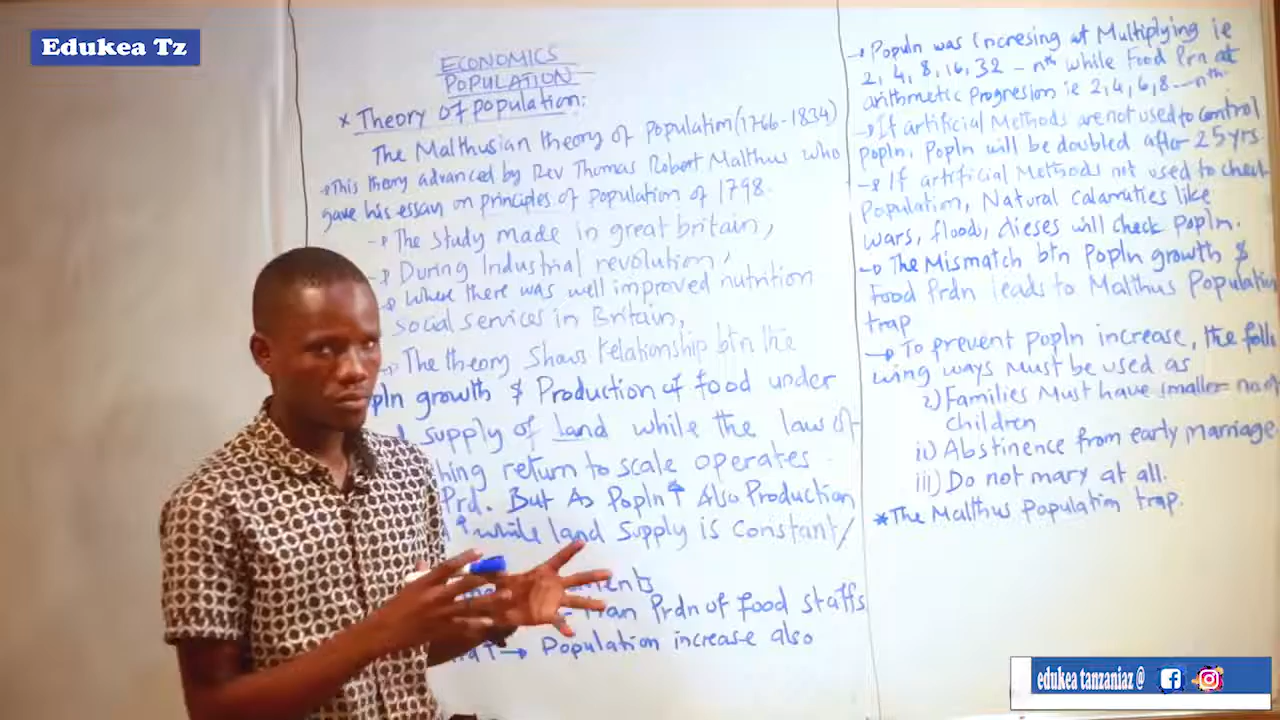 Edukea Tz
ECONOMICS
POPULATION
* Theory of population:
The Malthusian theory of Population (1766-1834)
→ This theory advanced by Rev Thomas Robert Malthus who
gave his essay on principles of Population of 1798.
→ The study made in great britain,
→ During Industrial revolution,
→ Where there was well improved nutrition
social services in Britain,
→ The theory Shows Relationship btn the
pln growth & Production of food under
supply of land while the law of
hing return to scale operates
Prd. But As Popln↑ Also Production
while land Supply is Constant/
ments
Prdn of food staffs
→ Population increase also
→ Populn was Incresing at Multiplying ie
2, 4, 8, 16, 32 - nth while Food Prn at
arithmetic Progresion ie 2,4,6,8---nth.
→ If artificial Methods are not used to control
Popln, Popln will be doubled after 25yrs.
→ If artificial Methods not used to check
Population, Natural calamuties like
wars, flood, dieses will check Popln.
→ The Mismatch btn Popln growth &
Food Prdn leads to Malthus Population
trap
→ To prevent popln increase, the follo
wing ways must be used as
i) Families Must have smaller no of
children
ii) Abstinence from early marriage
iii) Do not mary at all.
* The Malthus Population trap.
edukea tanzaniaz @